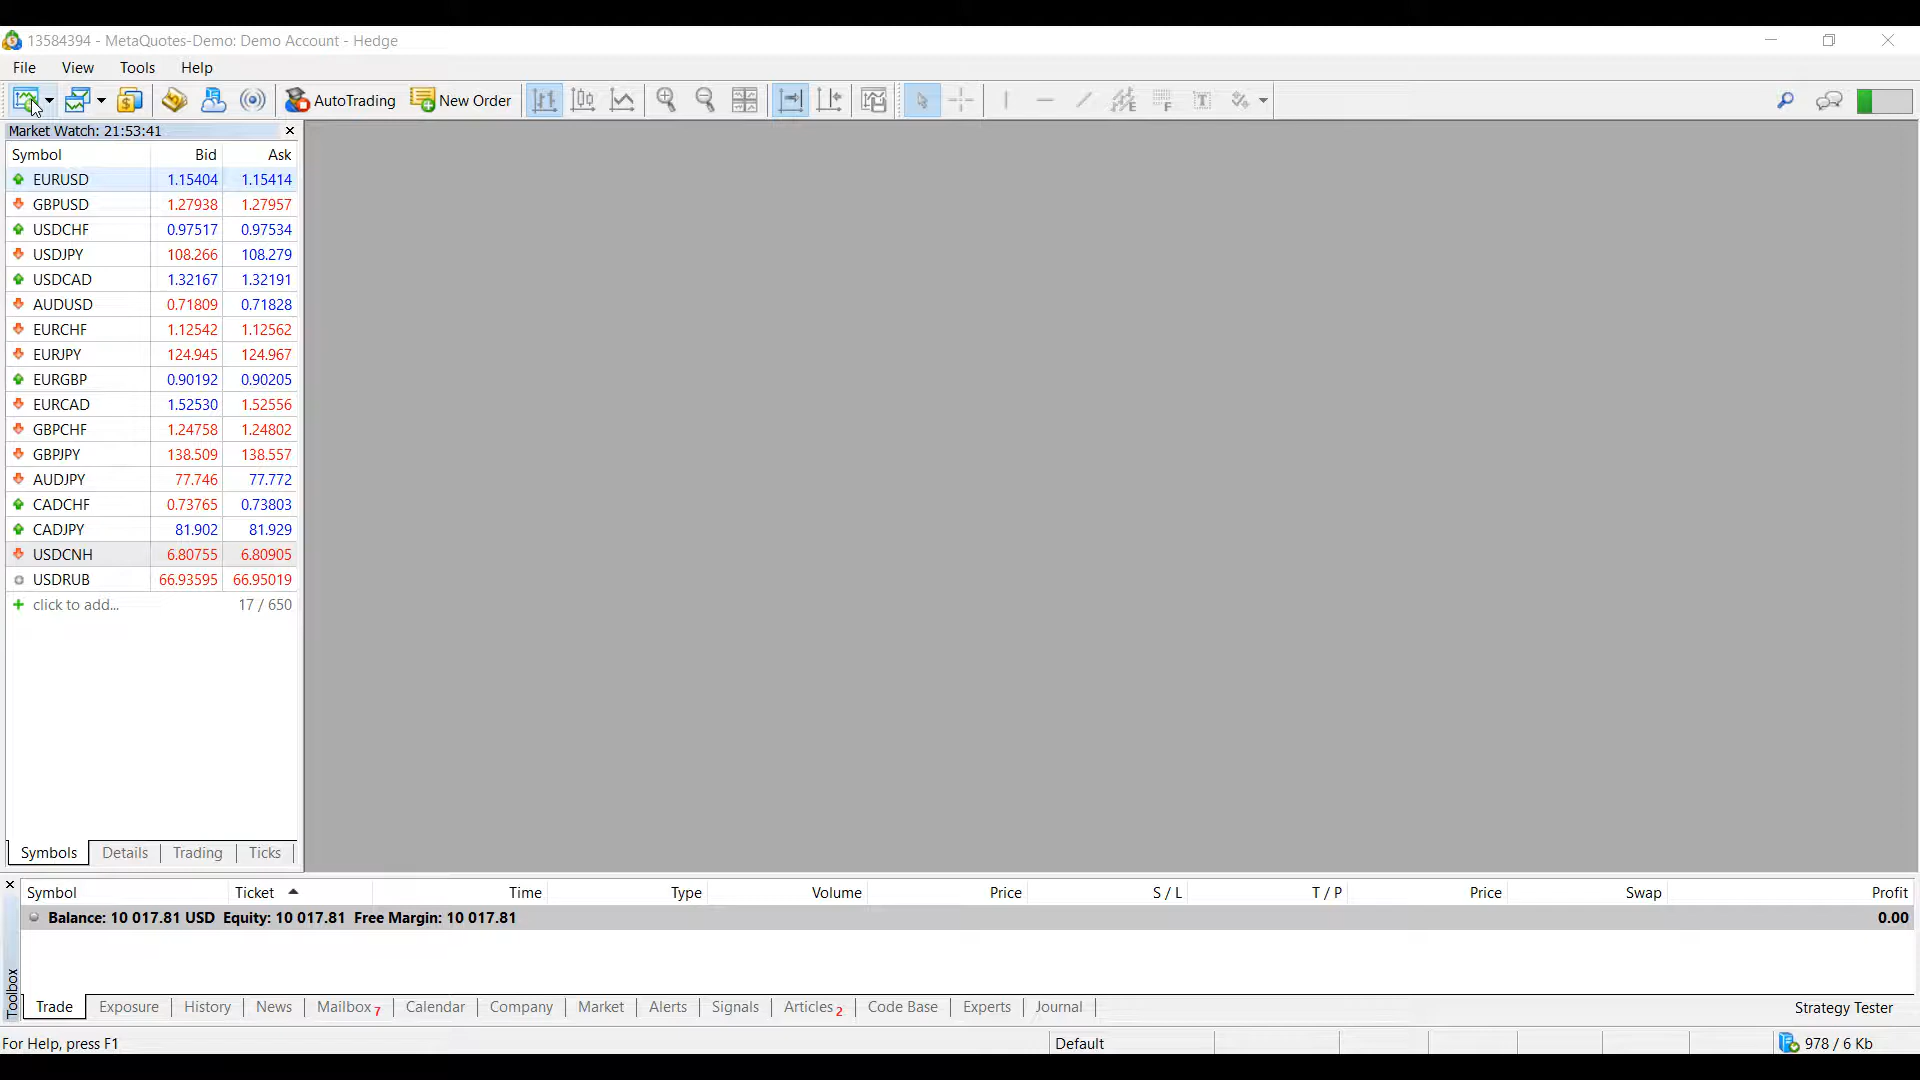 13584394 - MetaQuotes-Demo: Demo Account - Hedge
File View Tools Help
AutoTrading New Order
Market Watch: 21:53:41
Symbol Bid Ask
EURUSD 1.15404 1.15414
GBPUSD 1.27938 1.27957
USDCHF 0.97517 0.97534
USDJPY 108.266 108.279
USDCAD 1.32167 1.32191
AUDUSD 0.71809 0.71828
EURCHF 1.12542 1.12562
EURJPY 124.945 124.967
EURGBP 0.90192 0.90205
EURCAD 1.52530 1.52556
GBPCHF 1.24758 1.24802
GBPJPY 138.509 138.557
AUDJPY 77.746 77.772
CADCHF 0.73765 0.73803
CADJPY 81.902 81.929
USDCNH 6.80755 6.80905
USDRUB 66.93595 66.95019
click to add... 17 / 650
Symbols Details Trading Ticks
Symbol Ticket Time Type Volume Price S / L T / P Price Swap Profit
Balance: 10 017.81 USD Equity: 10 017.81 Free Margin: 10 017.81 0.00
Toolbox
Trade Exposure History News Mailbox 7 Calendar Company Market Alerts Signals Articles 2 Code Base Experts Journal Strategy Tester
For Help, press F1 Default 978 / 6 Kb